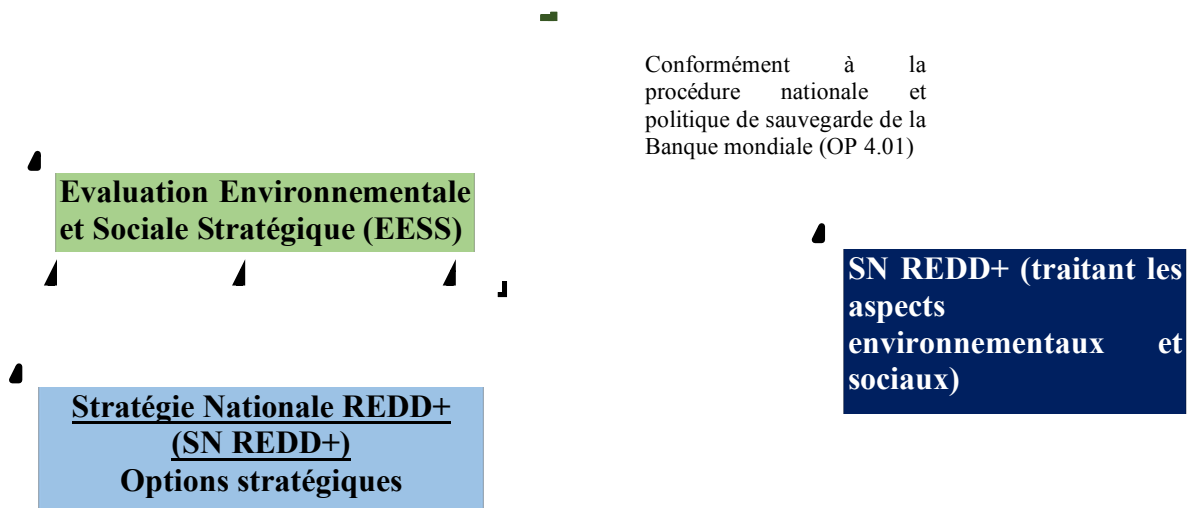 Conformément à la
procédure nationale et
politique de sauvegarde de la
Banque mondiale (OP 4.01)
Evaluation Environnementale
et Sociale Stratégique (EESS)
SN REDD+ (traitant les
aspects
environnementaux et
sociaux)
Stratégie Nationale REDD+
(SN REDD+)
Options stratégiques